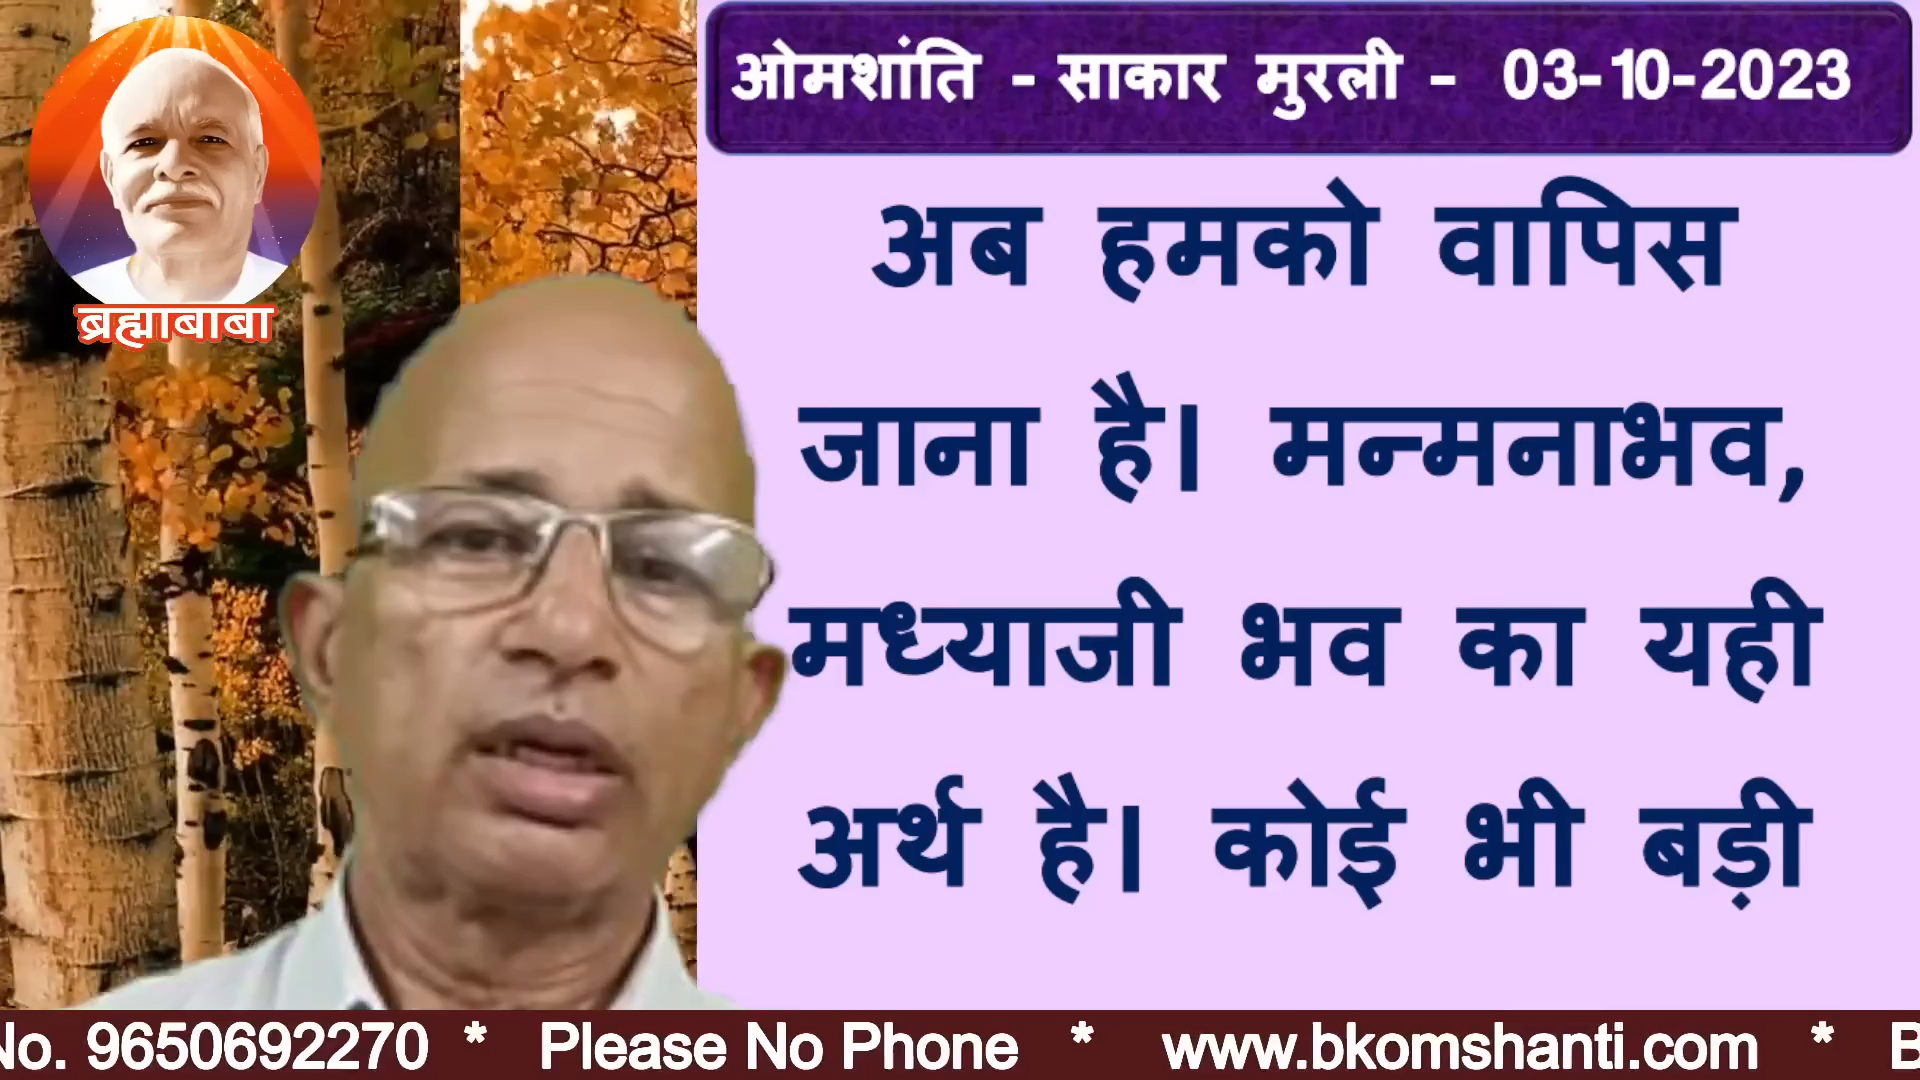 ओमशांति - साकार मुरली - 03-10-2023
ब्रह्माबाबा
अब हमको वापिस
जाना है। मन्मनाभव,
मध्याजी भव का यही
अर्थ है। कोई भी बड़ी
No. 9650692270 * Please No Phone * www.bkomshanti.com * B